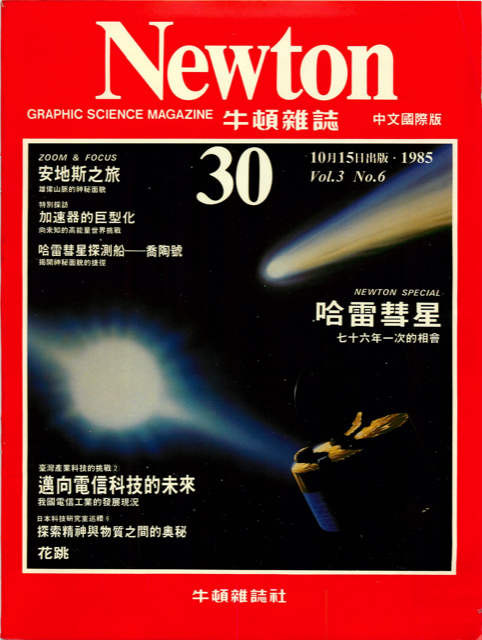 Newton
GRAPHIC SCIENCE MAGAZINE 牛頓雜誌 中文國際版
30
10月15日出版·1985
Vol.3 No.6
ZOOM & FOCUS
安地斯之旅
雄偉山脈的神秘面貌
特別採訪
加速器的巨型化
向未知的高能量世界挑戰
哈雷彗星探測船——喬陶號
揭開神秘面貌的捷徑
NEWTON SPECIAL
哈雷彗星
七十六年一次的相會
臺灣產業科技的挑戰2
邁向電信科技的未來
我國電信工業的發展現況
日本科技研究室巡禮6
探索精神與物質之間的奧秘
花跳
牛頓雜誌社